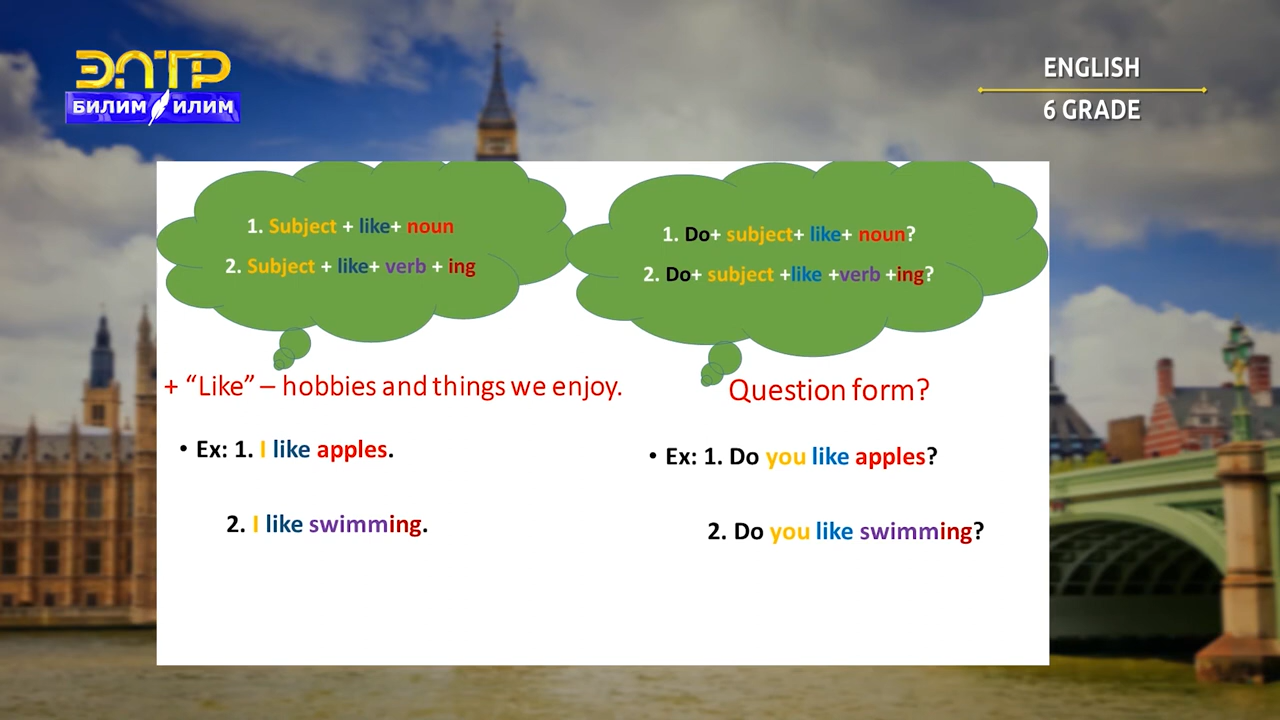 ЭЛТР
БИЛИМ ИЛИМ
ENGLISH
6 GRADE
1. Subject + like+ noun
2. Subject + like+ verb + ing
1. Do+ subject+ like+ noun?
2. Do+ subject +like +verb +ing?
+ “Like” – hobbies and things we enjoy.
• Ex: 1. I like apples.
2. I like swimming.
Question form?
• Ex: 1. Do you like apples?
2. Do you like swimming?